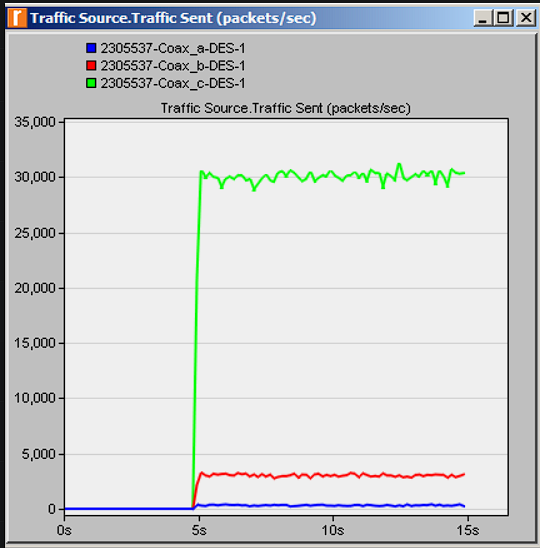 Traffic Source.Traffic Sent (packets/sec)
2305537-Coax_a-DES-1
2305537-Coax_b-DES-1
2305537-Coax_c-DES-1
Traffic Source.Traffic Sent (packets/sec)
35,000
30,000
25,000
20,000
15,000
10,000
5,000
0
0s 5s 10s 15s